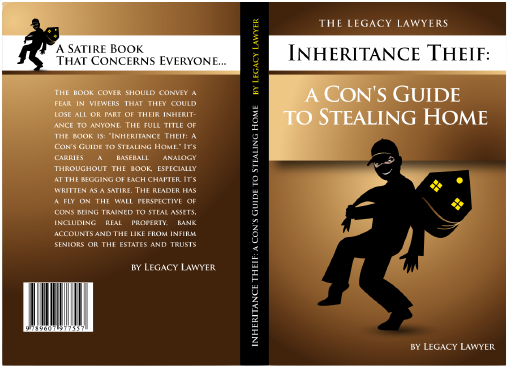 A Satire Book
That Concerns Everyone...
The book cover should convey a
fear in viewers that they could
lose all or part of their inherit-
ance to anyone. The full title of
the book is: "Inheritance Theif: A
Con's Guide to Stealing Home." It's
carries a baseball analogy
throughout the book, especially
at the begging of each chapter. It's
written as a satire. The reader has
a fly on the wall perspective of
cons being trained to steal assets,
including real property, bank
accounts and the like from infirm
seniors or the estates and trusts
by Legacy Lawyer
9789607977557
Inheritance Theif: a Con's Guide to Stealing Home by Legacy Lawyer
The Legacy Lawyers
Inheritance Theif:
a Con's Guide
to Stealing Home
by Legacy Lawyer